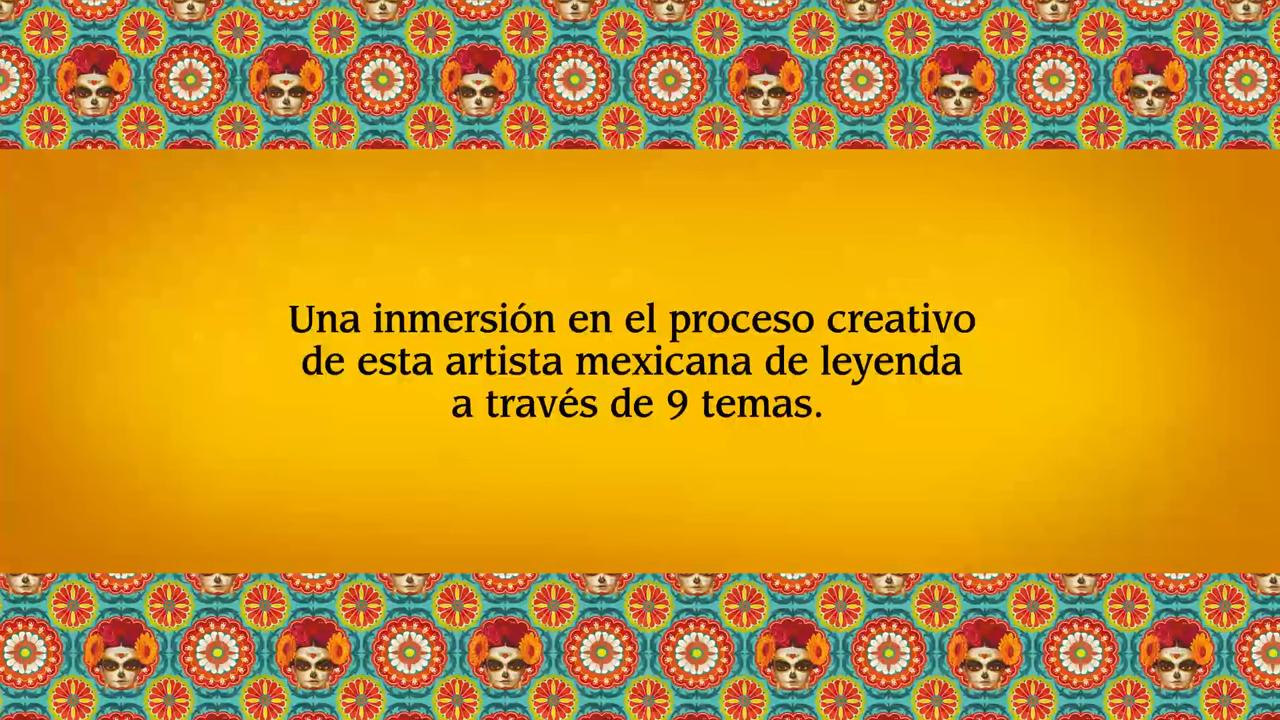 Una inmersión en el proceso creativo
de esta artista mexicana de leyenda
a través de 9 temas.